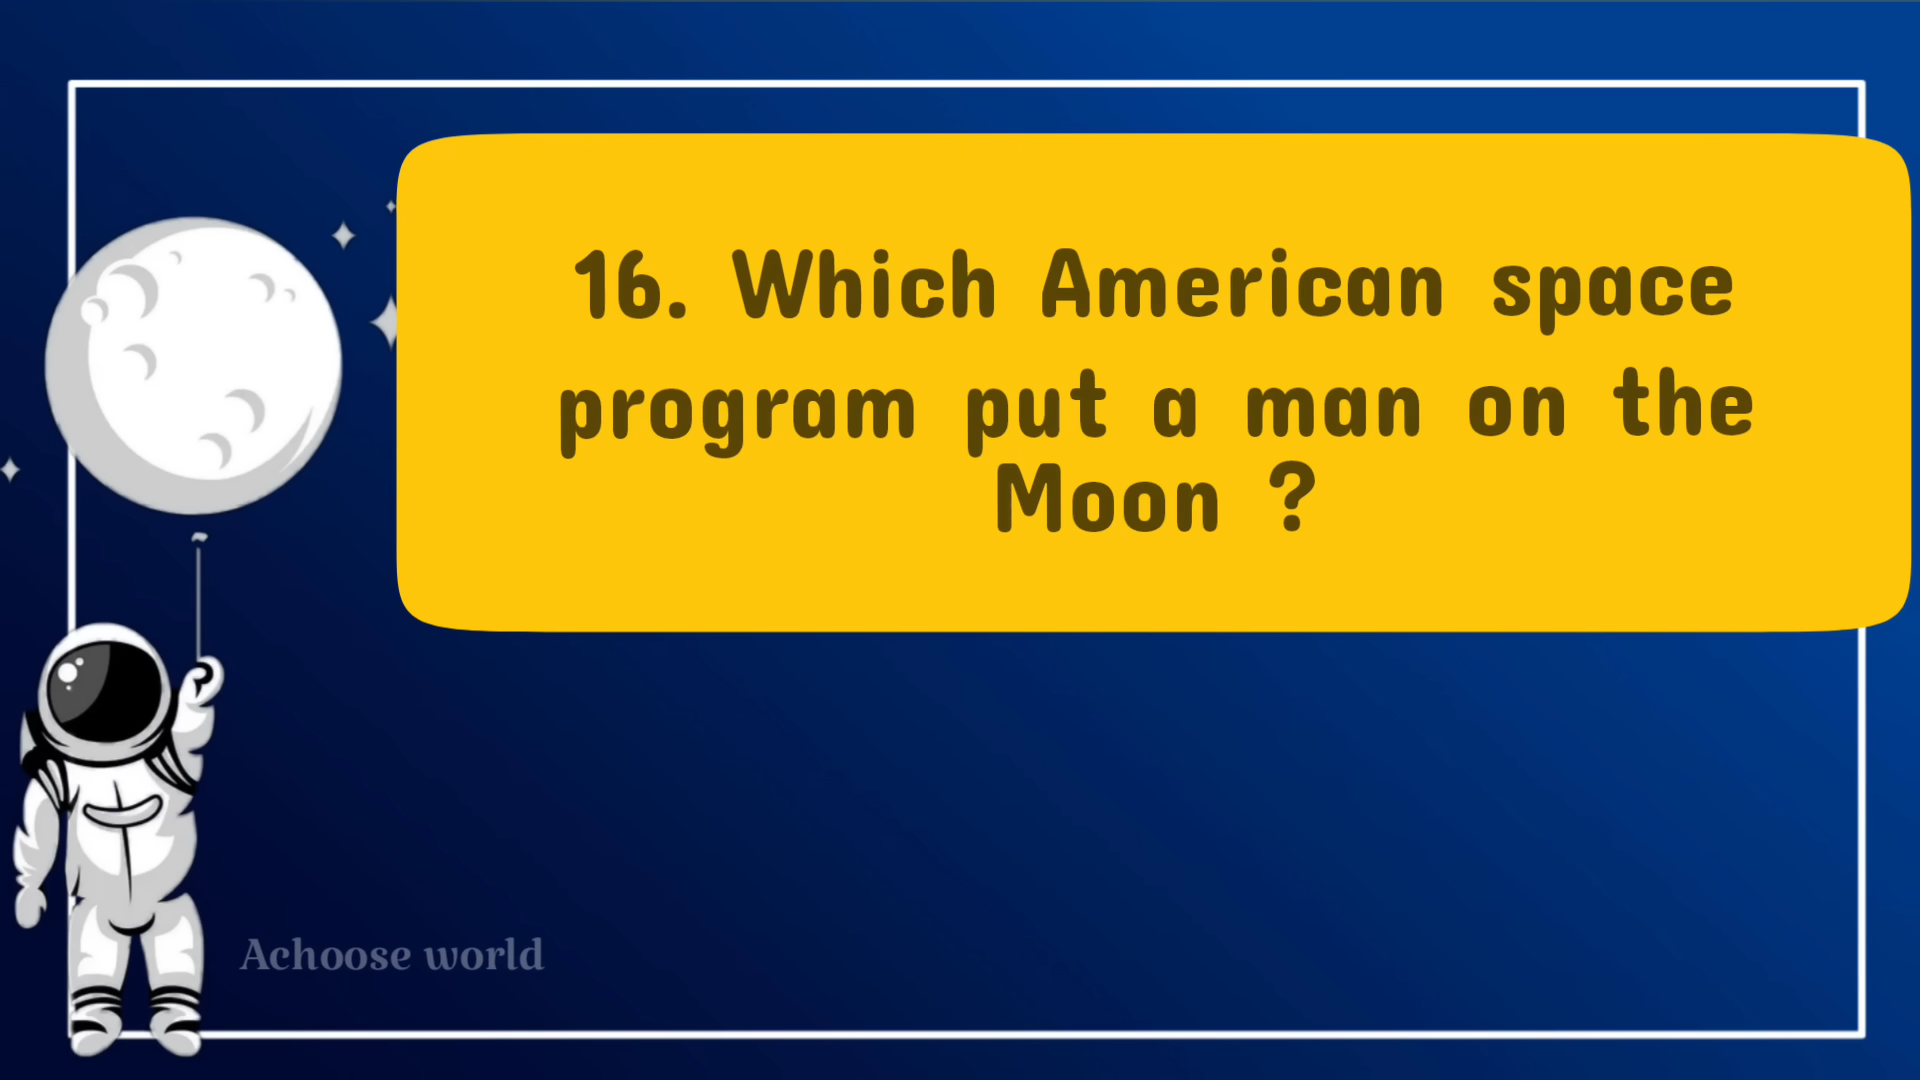 16. Which American space
program put a man on the
Moon ?
Achoose world